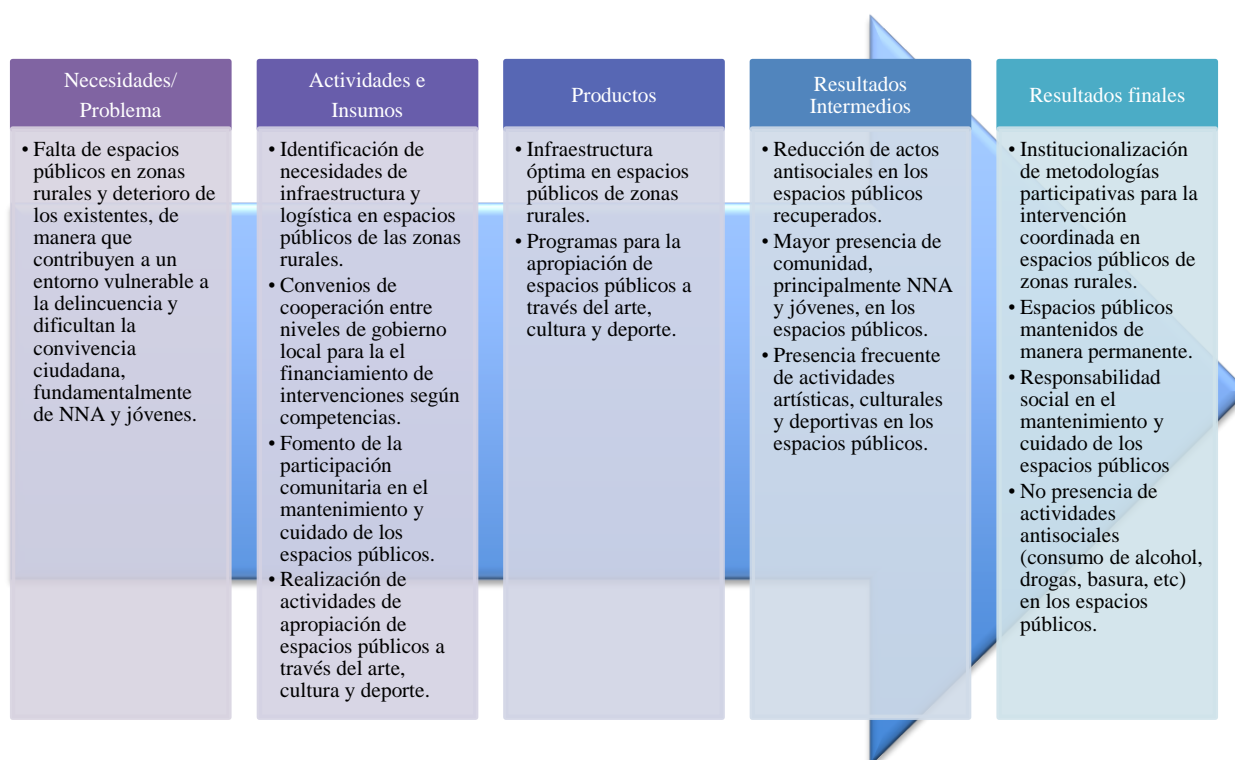 Necesidades/
Problema
• Falta de espacios
públicos en zonas
rurales y deterioro de
los existentes, de
manera que
contribuyen a un
entorno vulnerable a
la delincuencia y
dificultan la
convivencia
ciudadana,
fundamentalmente
de NNA y jóvenes.
Actividades e
Insumos
• Identificación de
necesidades de
infraestructura y
logística en espacios
públicos de las zonas
rurales.
• Convenios de
cooperación entre
niveles de gobierno
local para la el
financiamiento de
intervenciones según
competencias.
• Fomento de la
participación
comunitaria en el
mantenimiento y
cuidado de los
espacios públicos.
• Realización de
actividades de
apropiación de
espacios públicos a
través del arte,
cultura y deporte.
Productos
• Infraestructura
óptima en espacios
públicos de zonas
rurales.
• Programas para la
apropiación de
espacios públicos a
través del arte,
cultura y deporte.
Resultados
Intermedios
• Reducción de actos
antisociales en los
espacios públicos
recuperados.
• Mayor presencia de
comunidad,
principalmente NNA
y jóvenes, en los
espacios públicos.
• Presencia frecuente
de actividades
artísticas, culturales
y deportivas en los
espacios públicos.
Resultados finales
• Institucionalización
de metodologías
participativas para la
intervención
coordinada en
espacios públicos de
zonas rurales.
• Espacios públicos
mantenidos de
manera permanente.
• Responsabilidad
social en el
mantenimiento y
cuidado de los
espacios públicos
• No presencia de
actividades
antisociales
(consumo de alcohol,
drogas, basura, etc)
en los espacios
públicos.